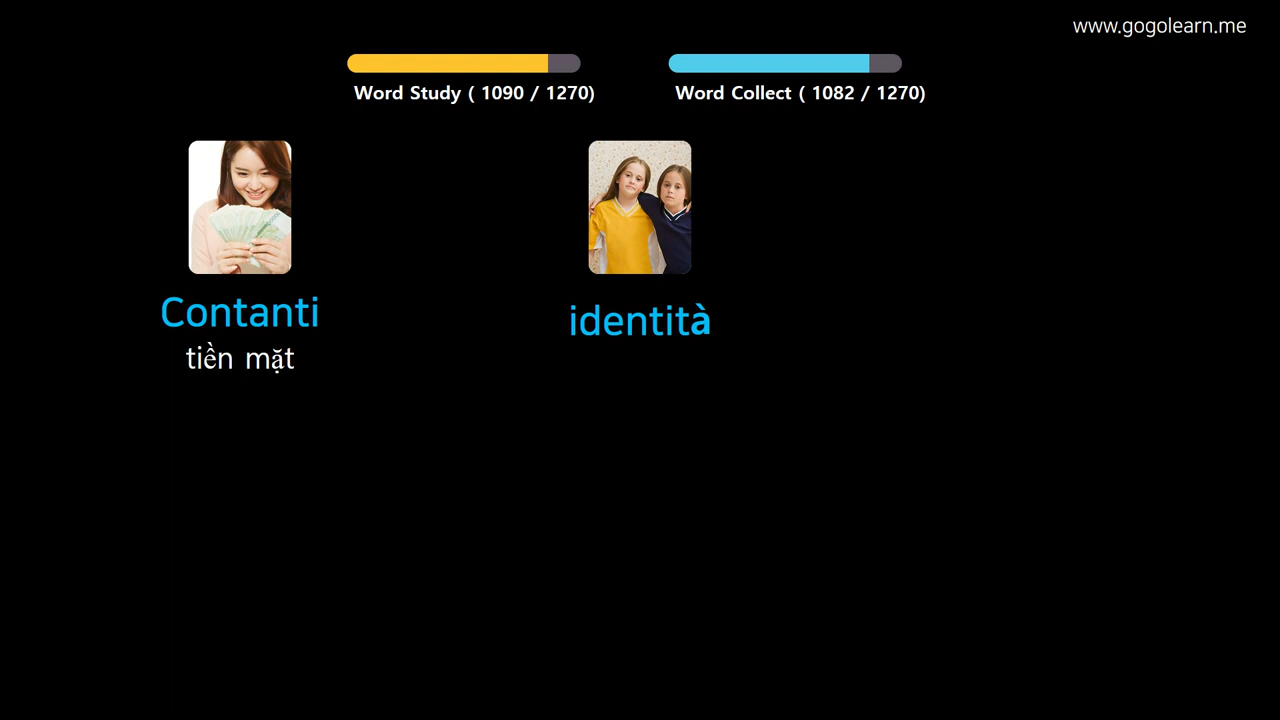 www.gogolearn.me
Word Study ( 1090 / 1270)
Word Collect ( 1082 / 1270)
Contanti
tiền mặt
identità